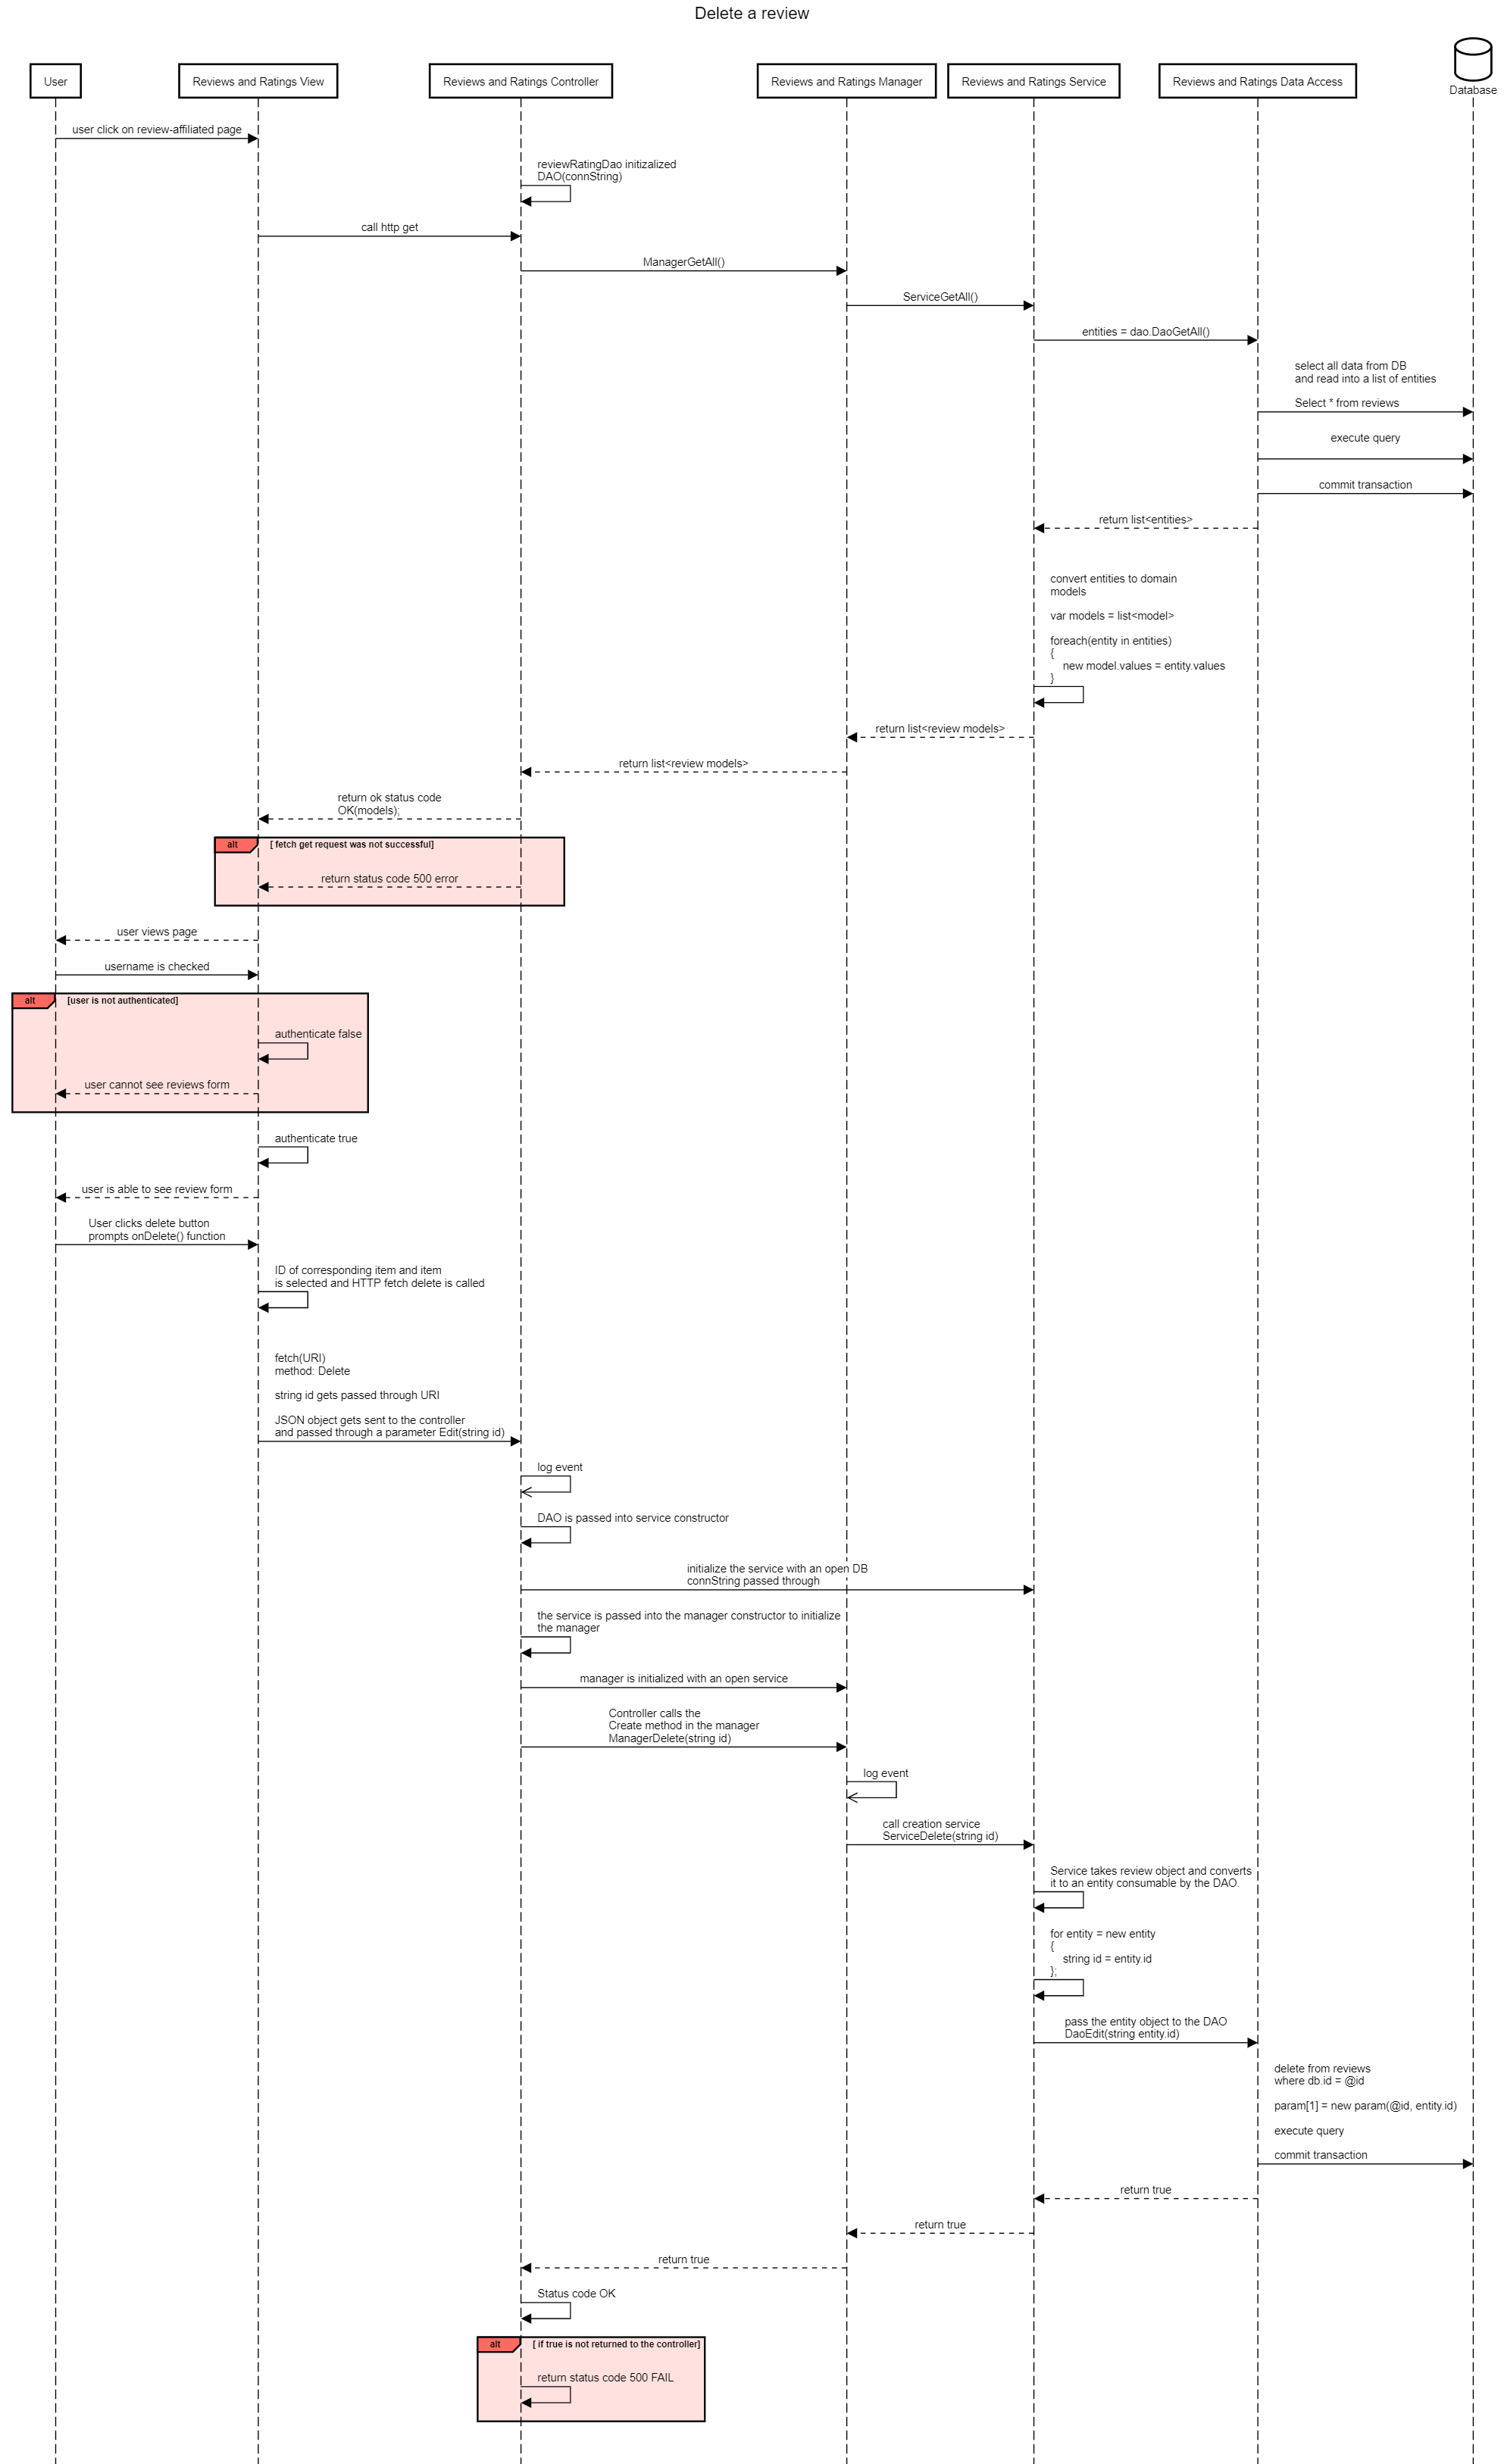 Delete a review
User
Reviews and Ratings View
Reviews and Ratings Controller
Reviews and Ratings Manager
Reviews and Ratings Service
Reviews and Ratings Data Access
Database
user click on review-affiliated page
reviewRatingDao initizalized
DAO(connString)
call http get
ManagerGetAll()
ServiceGetAll()
entities = dao.DaoGetAll()
select all data from DB
and read into a list of entities
Select * from reviews
execute query
commit transaction
return list<entities>
convert entities to domain
models
var models = list<model>
foreach(entity in entities)
{
new model.values = entity.values
}
return list<review models>
return list<review models>
return ok status code
OK(models);
alt
[ fetch get request was not successful]
return status code 500 error
user views page
username is checked
alt
[user is not authenticated]
authenticate false
user cannot see reviews form
authenticate true
user is able to see review form
User clicks delete button
prompts onDelete() function
ID of corresponding item and item
is selected and HTTP fetch delete is called
fetch(URI)
method: Delete
string id gets passed through URI
JSON object gets sent to the controller
and passed through a parameter Edit(string id)
log event
DAO is passed into service constructor
initialize the service with an open DB
connString passed through
the service is passed into the manager constructor to initialize
the manager
manager is initialized with an open service
Controller calls the
Create method in the manager
ManagerDelete(string id)
log event
call creation service
ServiceDelete(string id)
Service takes review object and converts
it to an entity consumable by the DAO.
for entity = new entity
{
string id = entity.id
};
pass the entity object to the DAO
DaoEdit(string entity.id)
delete from reviews
where db.id = @id
param[1] = new param(@id, entity.id)
execute query
commit transaction
return true
return true
return true
Status code OK
alt
[ if true is not returned to the controller]
return status code 500 FAIL